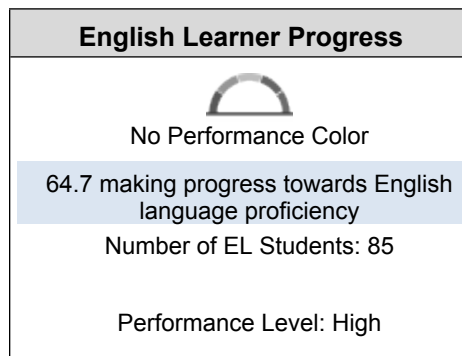 English Learner Progress
No Performance Color
64.7 making progress towards English
language proficiency
Number of EL Students: 85
Performance Level: High